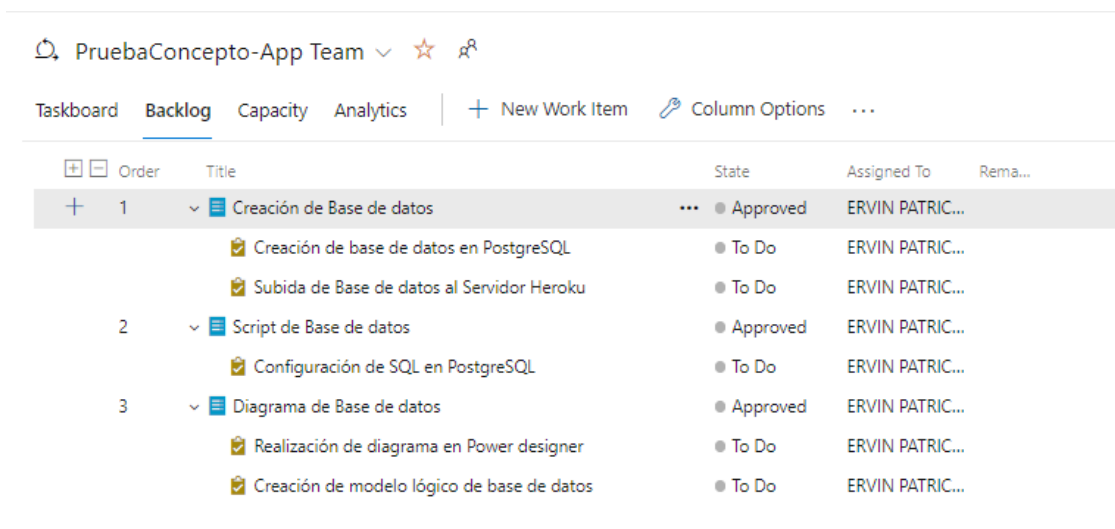 PruebaConcepto-App Team
Taskboard Backlog Capacity Analytics New Work Item Column Options ...
Order Title State Assigned To Rema...
1 Creación de Base de datos ... Approved ERVIN PATRIC...
Creación de base de datos en PostgreSQL To Do ERVIN PATRIC...
Subida de Base de datos al Servidor Heroku To Do ERVIN PATRIC...
2 Script de Base de datos Approved ERVIN PATRIC...
Configuración de SQL en PostgreSQL To Do ERVIN PATRIC...
3 Diagrama de Base de datos Approved ERVIN PATRIC...
Realización de diagrama en Power designer To Do ERVIN PATRIC...
Creación de modelo lógico de base de datos To Do ERVIN PATRIC...